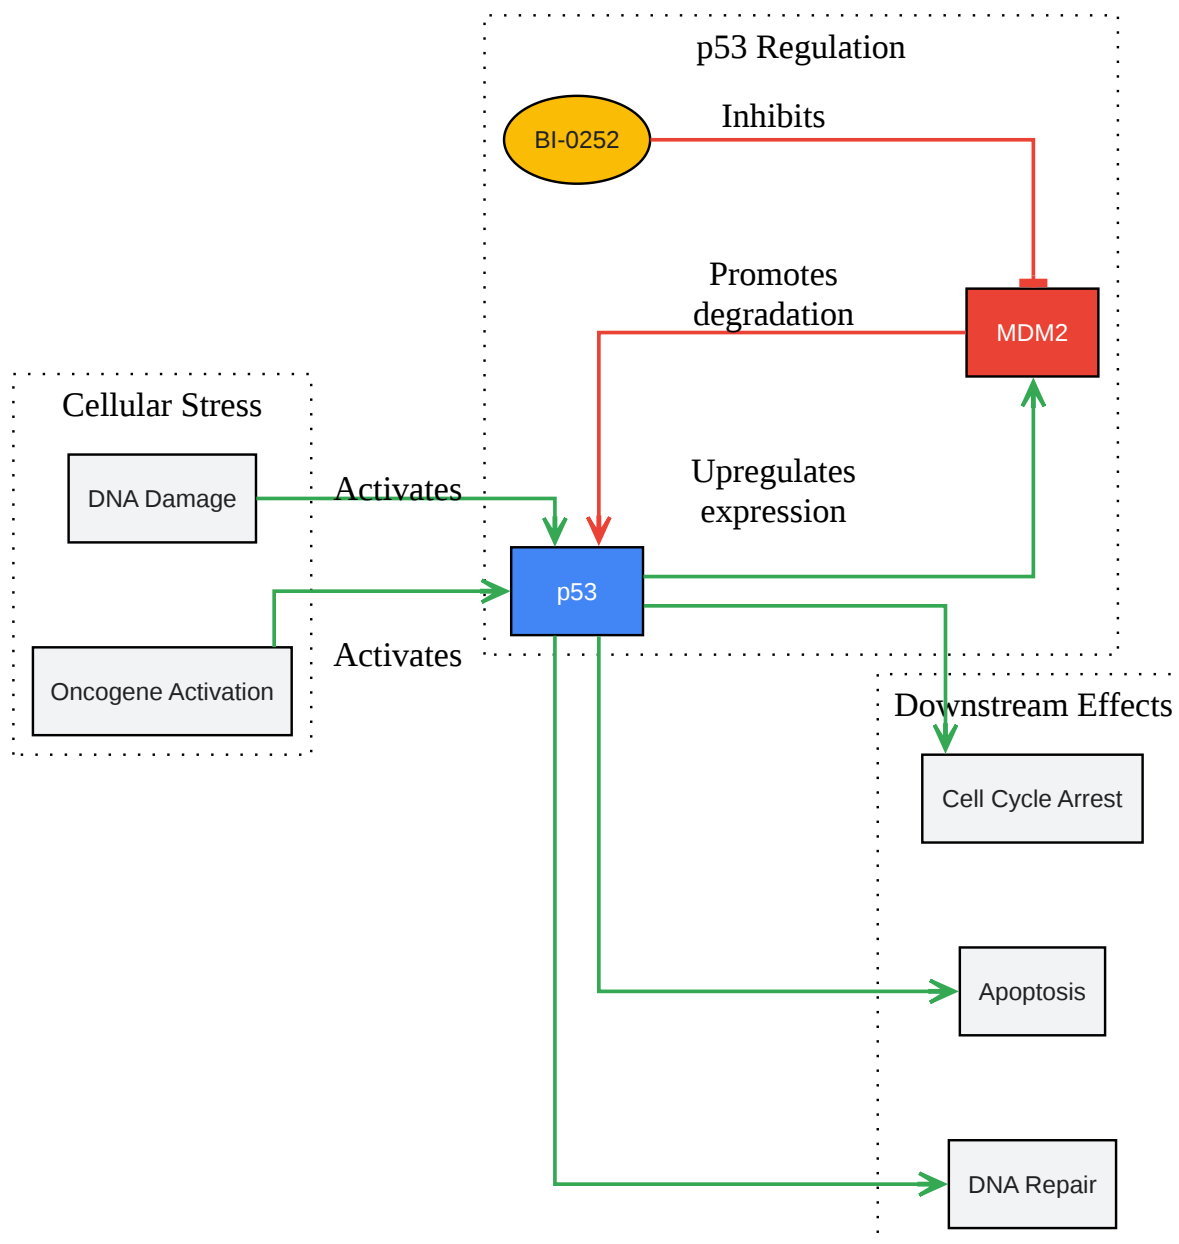 p53 Regulation
BI-0252
Inhibits
Promotes
degradation
MDM2
Cellular Stress
DNA Damage
Activates
Upregulates
expression
p53
Oncogene Activation
Activates
Downstream Effects
Cell Cycle Arrest
Apoptosis
DNA Repair